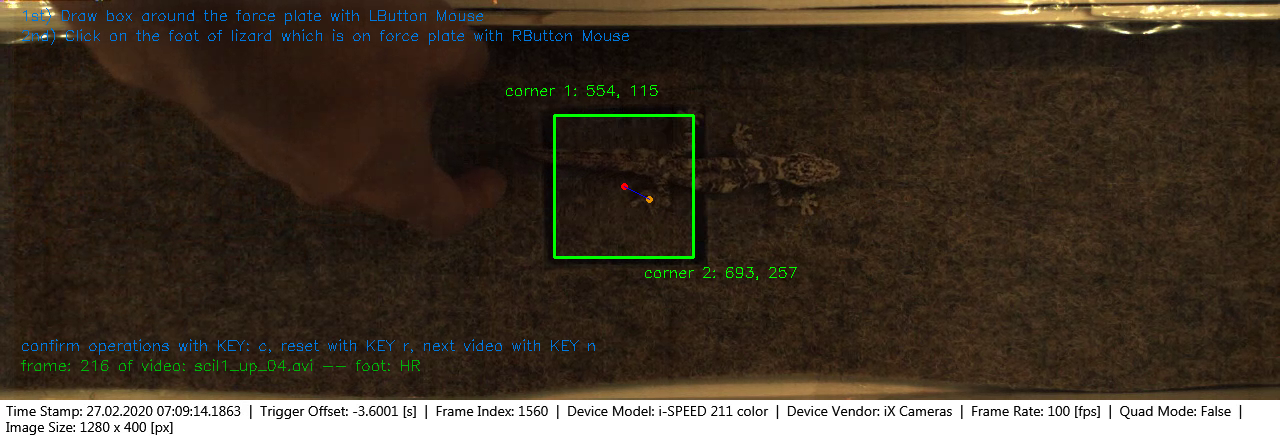 1st) Draw box around the force plate with LButton Mouse
2nd) Click on the foot of lizard which is on force plate with RButton Mouse
corner 1: 554, 115
corner 2: 693, 257
confirm operations with KEY: c, reset with KEY r, next video with KEY n
frame: 216 of video: scil1_up_04.avi -- foot: HR
Time Stamp: 27.02.2020 07:09:14.1863 | Trigger Offset: -3.6001 [s] | Frame Index: 1560 | Device Model: i-SPEED 211 color | Device Vendor: iX Cameras | Frame Rate: 100 [fps] | Quad Mode: False |
Image Size: 1280 x 400 [px]